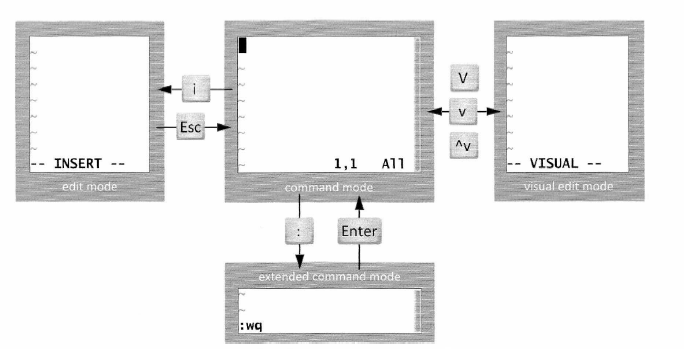 i
Esc
-- INSERT --
edit mode
1,1 All
command mode
V
v
^v
-- VISUAL --
visual edit mode
:
Enter
extended command mode
~
~
:wq